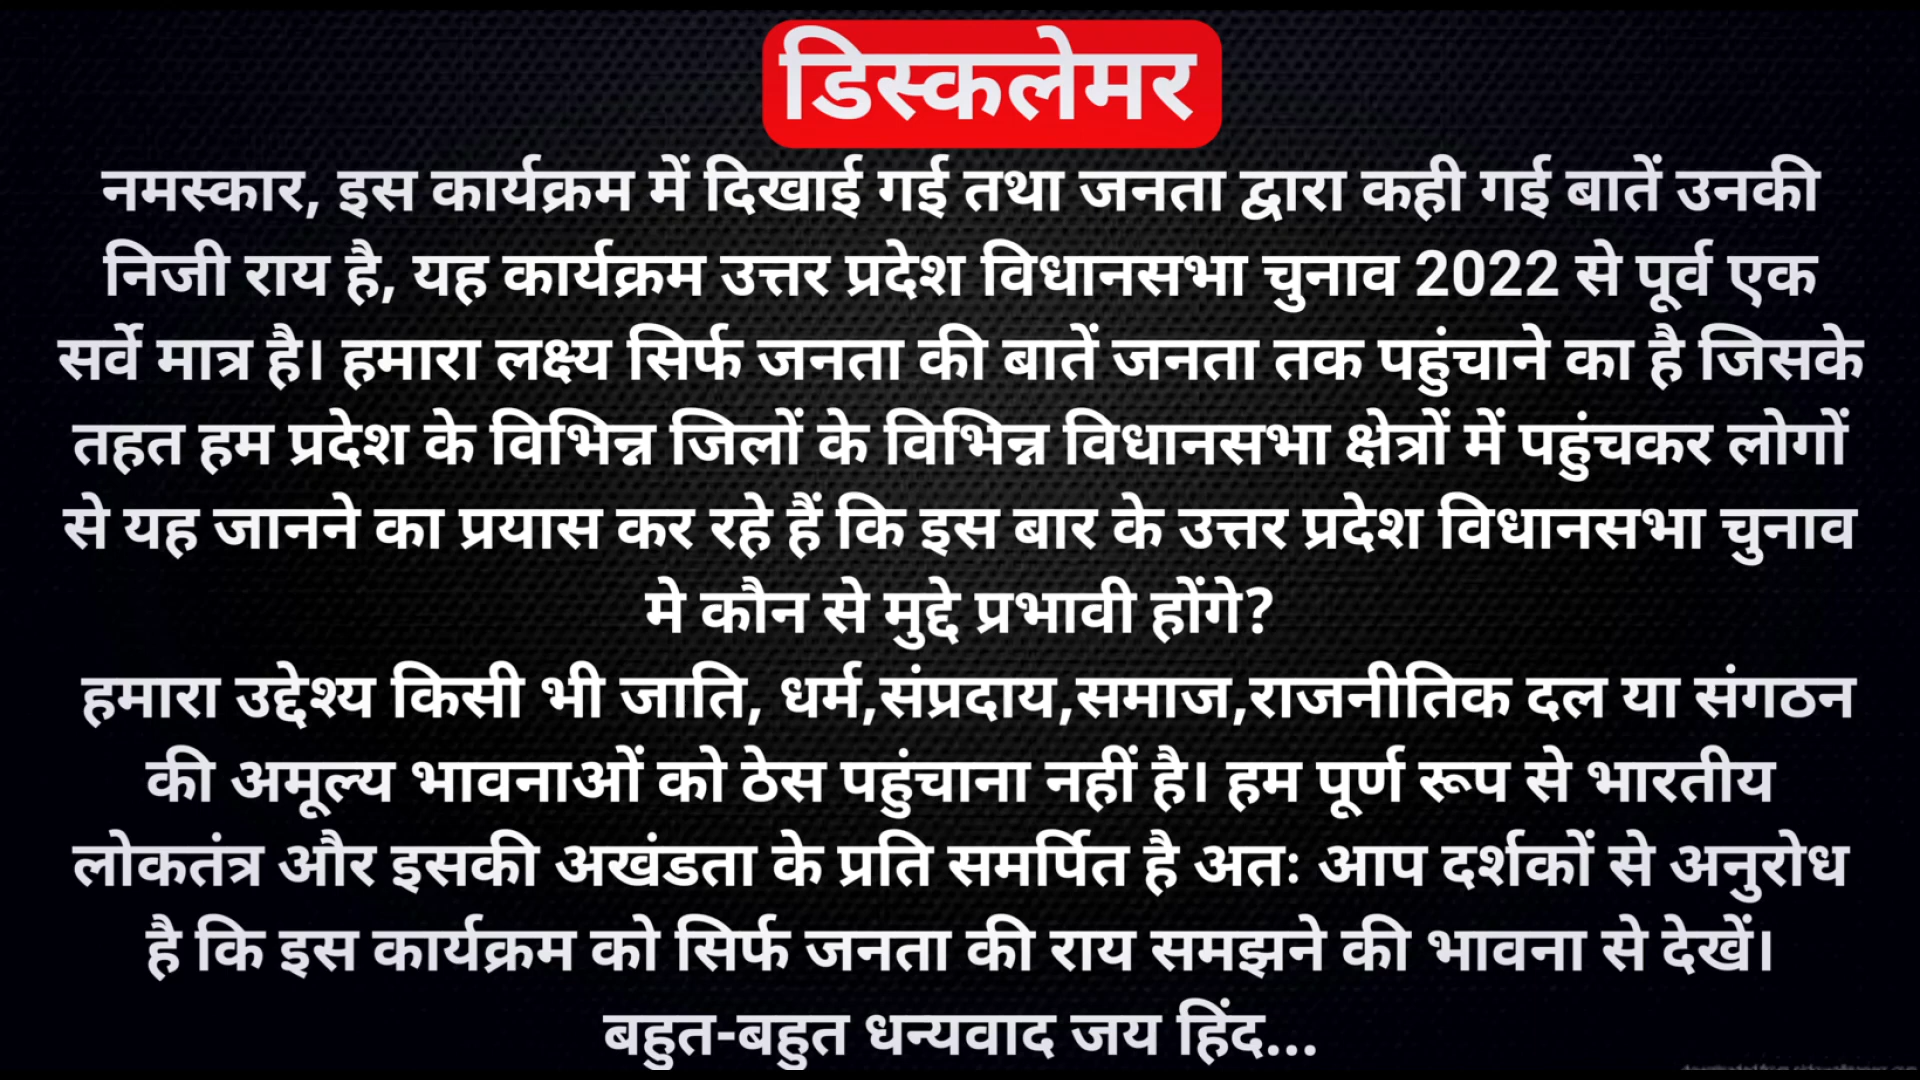 डिस्कलेमर
नमस्कार, इस कार्यक्रम में दिखाई गई तथा जनता द्वारा कही गई बातें उनकी
निजी राय है, यह कार्यक्रम उत्तर प्रदेश विधानसभा चुनाव 2022 से पूर्व एक
सर्वे मात्र है। हमारा लक्ष्य सिर्फ जनता की बातें जनता तक पहुंचाने का है जिसके
तहत हम प्रदेश के विभिन्न जिलों के विभिन्न विधानसभा क्षेत्रों में पहुंचकर लोगों
से यह जानने का प्रयास कर रहे हैं कि इस बार के उत्तर प्रदेश विधानसभा चुनाव
मे कौन से मुद्दे प्रभावी होंगे?
हमारा उद्देश्य किसी भी जाति, धर्म,संप्रदाय,समाज,राजनीतिक दल या संगठन
की अमूल्य भावनाओं को ठेस पहुंचाना नहीं है। हम पूर्ण रूप से भारतीय
लोकतंत्र और इसकी अखंडता के प्रति समर्पित है अतः आप दर्शकों से अनुरोध
है कि इस कार्यक्रम को सिर्फ जनता की राय समझने की भावना से देखें।
बहुत-बहुत धन्यवाद जय हिंद...